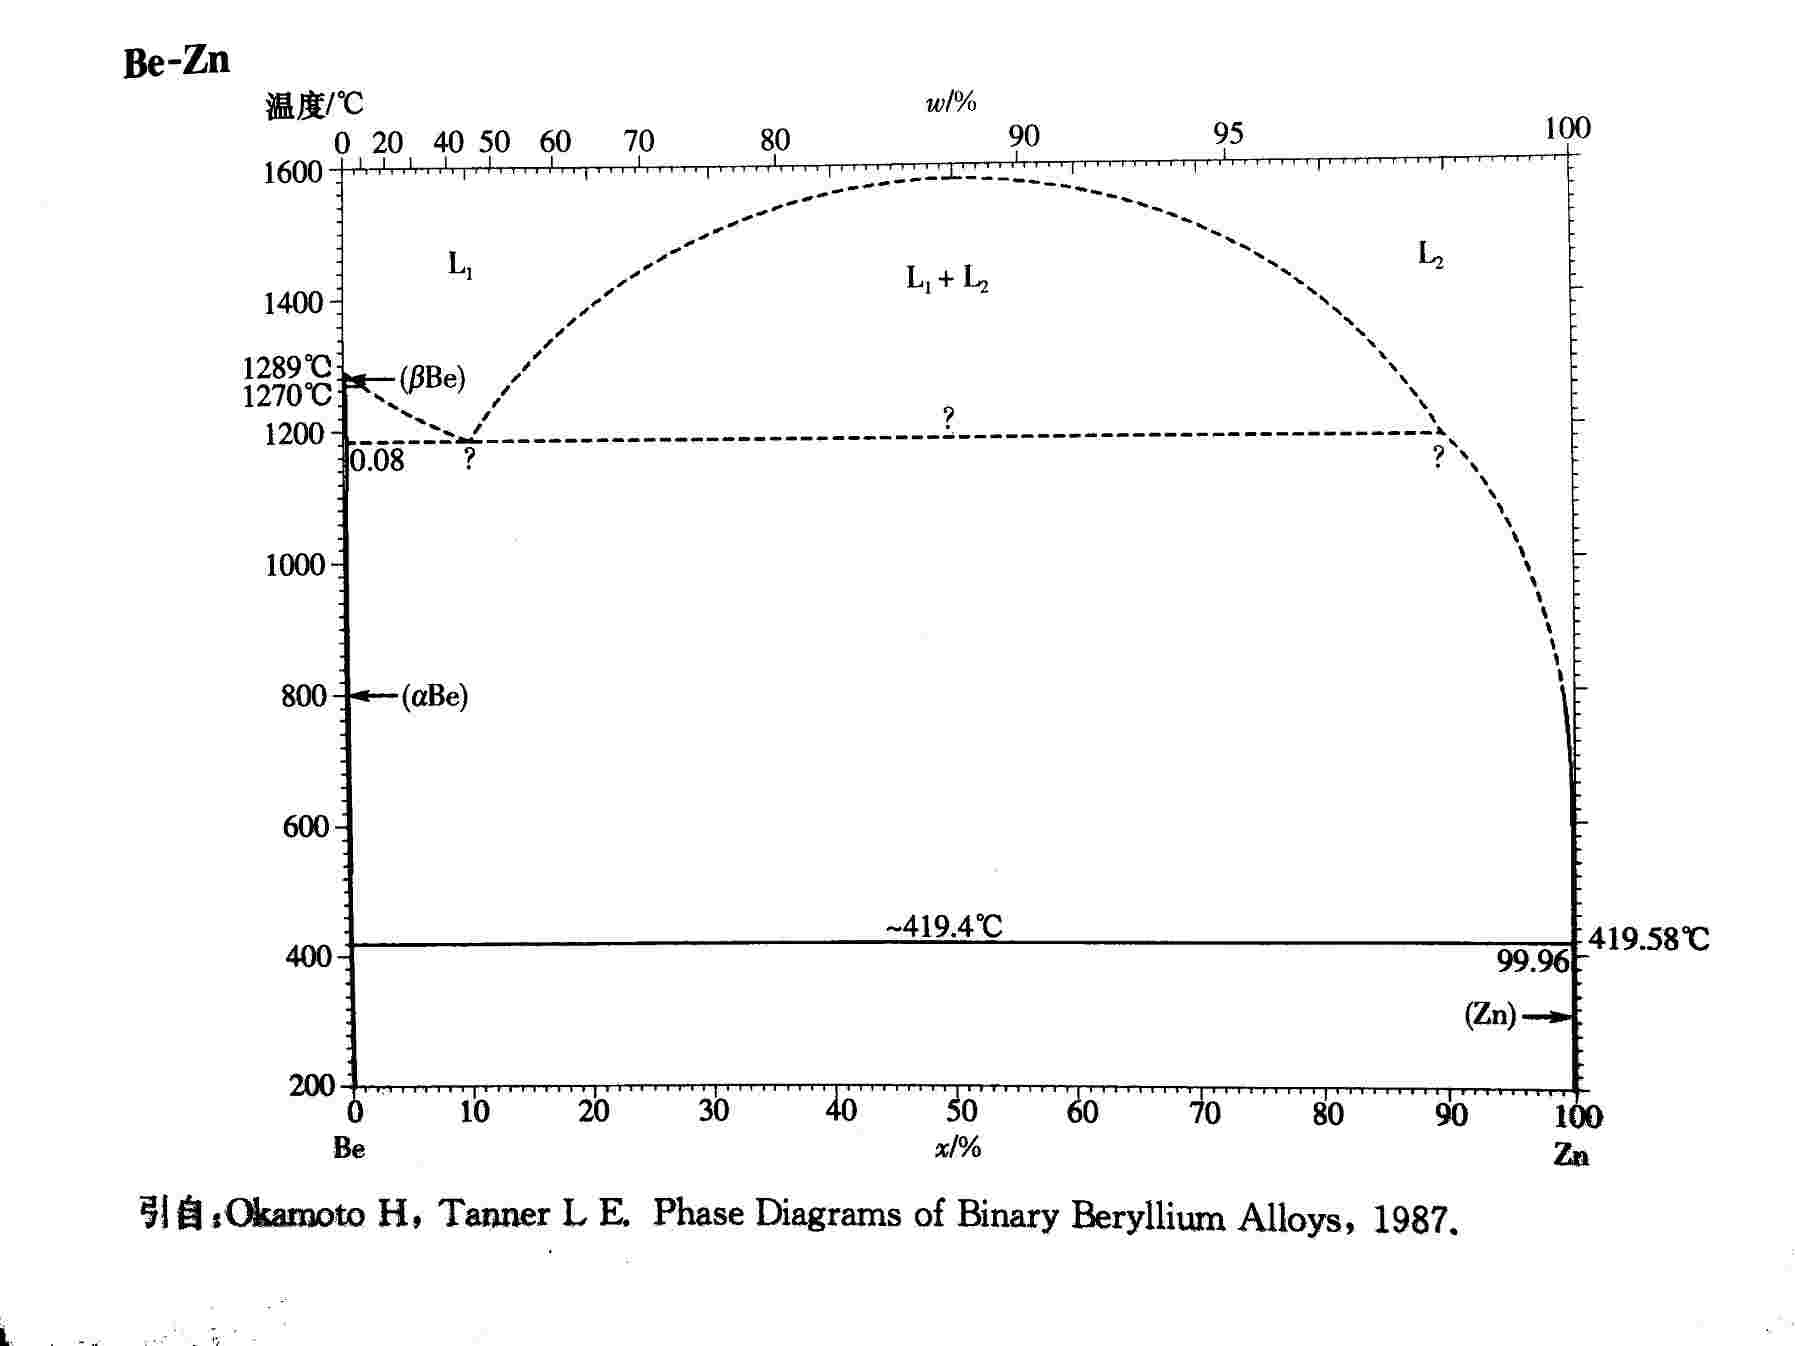 Be-Zn
温度/℃
w/%
0 20 40 50 60 70 80 90 95 100
1600
L₁
L₂
L₁ + L₂
1400
1289℃
(βBe)
1270℃
?
1200
0.08
?
?
1000
800
(αBe)
600
~419.4℃
419.58℃
400
99.96
(Zn)
200
0 10 20 30 40 50 60 70 80 90 100
Be
x/%
Zn
引自:Okamoto H, Tanner L E. Phase Diagrams of Binary Beryllium Alloys, 1987.